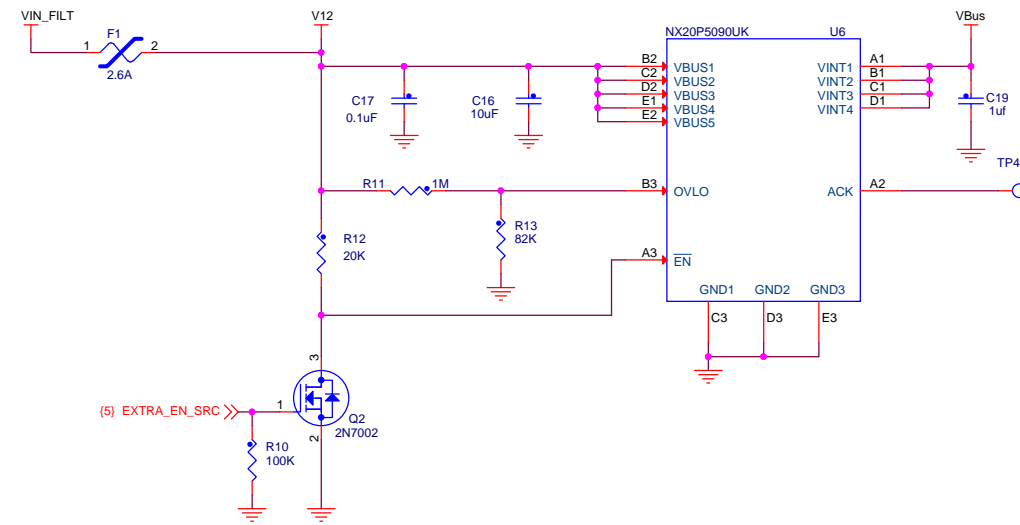 VIN_FILT
V12
VBus
F1
1
2
2.6A
NX20P5090UK
U6
B2
VBUS1
C2
VBUS2
D2
VBUS3
E1
VBUS4
E2
VBUS5
A1
VINT1
B1
VINT2
C1
VINT3
D1
VINT4
C17
0.1uF
C16
10uF
C19
1uf
TP4
R11
1M
B3
OVLO
ACK
A2
R13
82K
R12
20K
A3
EN
GND1
GND2
GND3
C3
D3
E3
3
{5} EXTRA_EN_SRC
1
Q2
2N7002
2
R10
100K